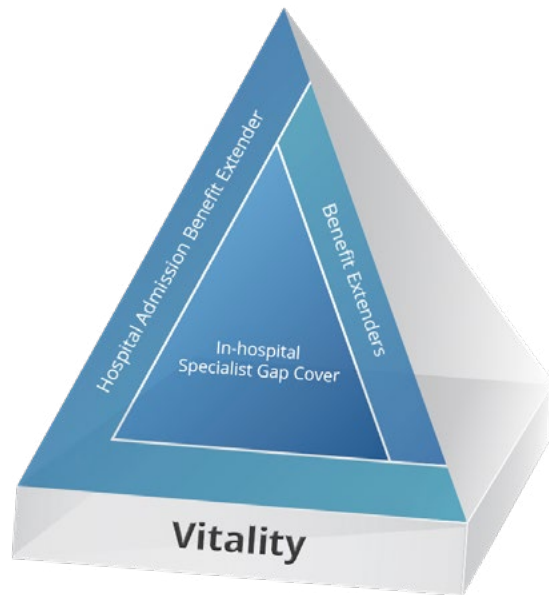 Hospital Admission Benefit Extender
Benefit Extenders
In-hospital
Specialist Gap Cover
Vitality